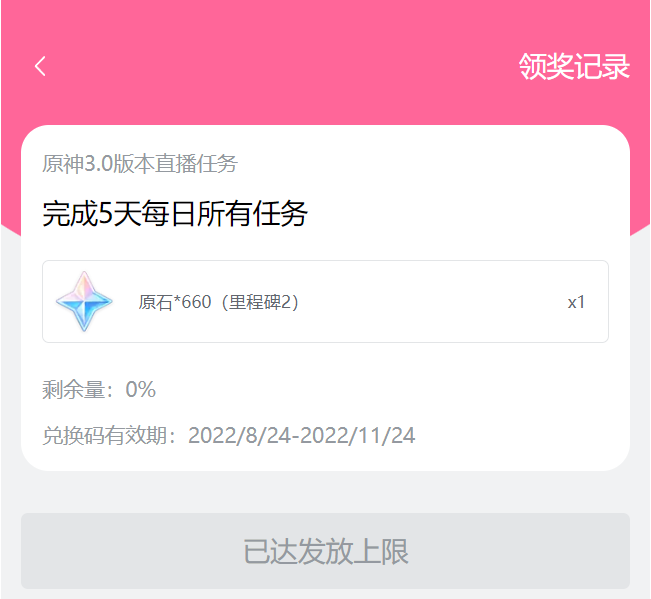 领奖记录
原神3.0版本直播任务
完成5天每日所有任务
原石*660（里程碑2） x1
剩余量：0%
兑换码有效期：2022/8/24-2022/11/24
已达发放上限